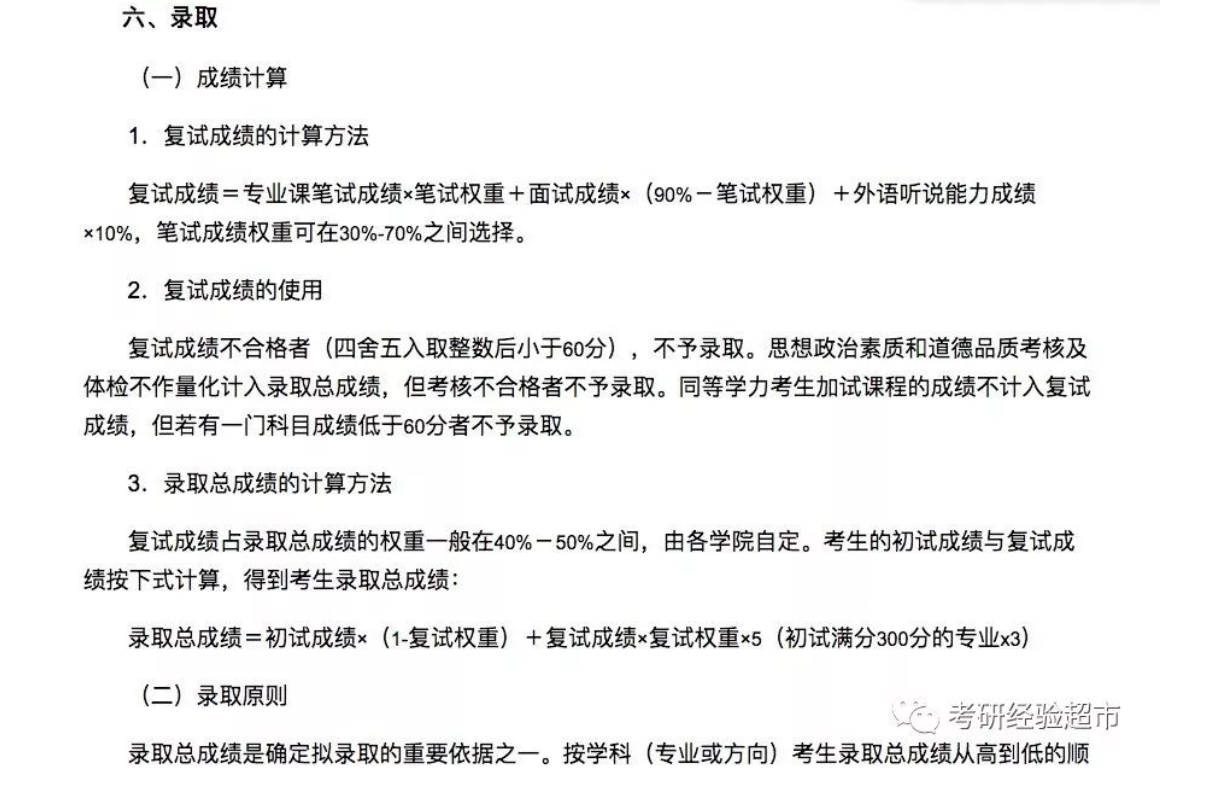 六、录取
（一）成绩计算
1．复试成绩的计算方法
复试成绩＝专业课笔试成绩×笔试权重＋面试成绩×（90%－笔试权重）＋外语听说能力成绩
×10%，笔试成绩权重可在30%-70%之间选择。
2．复试成绩的使用
复试成绩不合格者（四舍五入取整数后小于60分），不予录取。思想政治素质和道德品质考核及
体检不作量化计入录取总成绩，但考核不合格者不予录取。同等学力考生加试课程的成绩不计入复试
成绩，但若有一门科目成绩低于60分者不予录取。
3．录取总成绩的计算方法
复试成绩占录取总成绩的权重一般在40%－50%之间，由各学院自定。考生的初试成绩与复试成
绩按下式计算，得到考生录取总成绩：
录取总成绩＝初试成绩×（1-复试权重）＋复试成绩×复试权重×5（初试满分300分的专业x3）
（二）录取原则
考研经验超市
录取总成绩是确定拟录取的重要依据之一。按学科（专业或方向）考生录取总成绩从高到低的顺